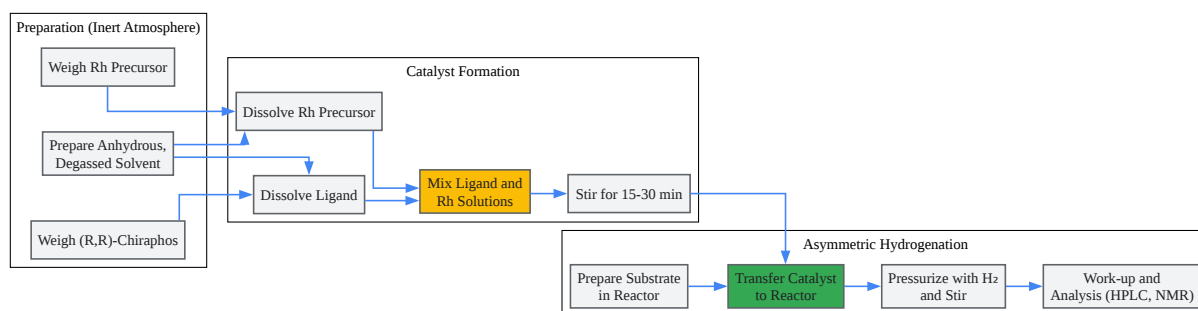 Preparation (Inert Atmosphere)
Weigh Rh Precursor
Prepare Anhydrous,
Degassed Solvent
Weigh (R,R)-Chiraphos
Catalyst Formation
Dissolve Rh Precursor
Dissolve Ligand
Mix Ligand and
Rh Solutions
Stir for 15-30 min
Asymmetric Hydrogenation
Prepare Substrate
in Reactor
Transfer Catalyst
to Reactor
Pressurize with H₂
and Stir
Work-up and
Analysis (HPLC, NMR)